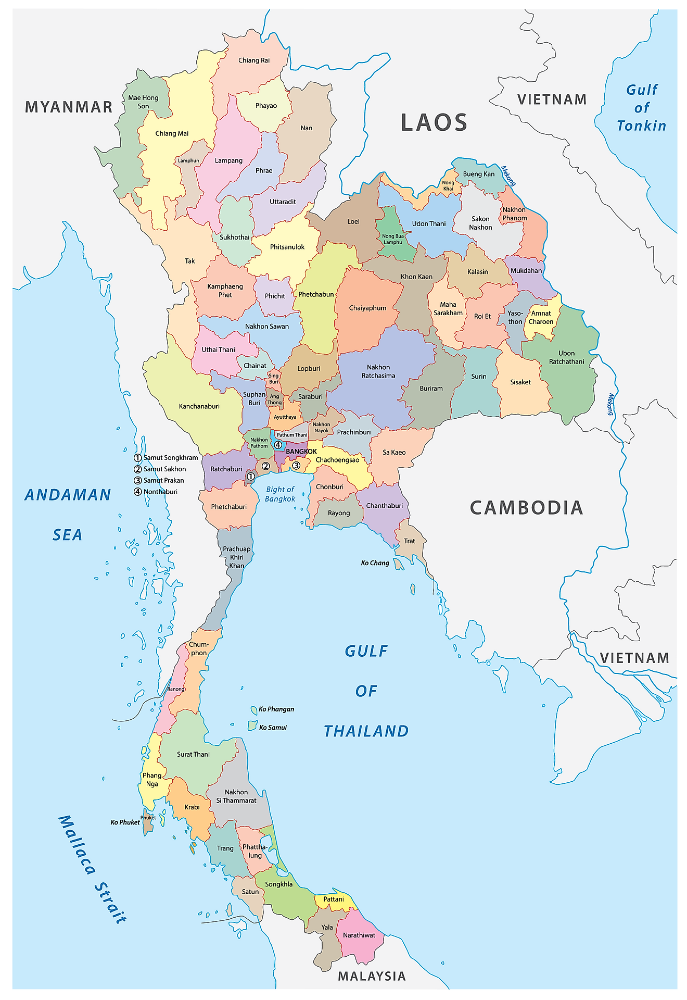 Chiang Rai
Mae Hong
Son
MYANMAR
Phayao
VIETNAM
Gulf
of
Tonkin
LAOS
Nan
Chiang Mai
Lamphun
Lampang
Phrae
Bueng Kan
Mekong
Nong
Khai
Uttaradit
Nakhon
Phanom
Loei
Udon Thani
Sakon
Nakhon
Sukhothai
Nong Bua
Lamphu
Phitsanulok
Tak
Khon Kaen
Kalasin
Mukdahan
Kamphaeng
Phet
Phichit
Phetchabun
Chaiyaphum
Maha
Sarakham
Roi Et
Yaso-
thon
Amnat
Charoen
Nakhon Sawan
Uthai Thani
Chainat
Lopburi
Nakhon
Ratchasima
Ubon
Ratchathani
Sing
Buri
Surin
Sisaket
Buriram
Kanchanaburi
Suphan
Buri
Ang
Thong
Saraburi
Mekong
Ayutthaya
Nakhon
Nayok
Prachinburi
Pathum Thani
Nakhon
Pathom
4
BANGKOK
Sa Kaeo
Chachoengsao
1 Samut Songkhram
2 Samut Sakhon
3 Samut Prakan
4 Nonthaburi
Ratchaburi
2
3
1
Chonburi
Bight of
Bangkok
ANDAMAN
SEA
Phetchaburi
Rayong
Chanthaburi
CAMBODIA
Trat
Prachuap
Khiri
Khan
Ko Chang
Chum-
phon
GULF
OF
THAILAND
VIETNAM
Ranong
Ko Phangan
Ko Samui
Surat Thani
Phang
Nga
Nakhon
Si Thammarat
Krabi
Phuket
Ko Phuket
Mallaca Strait
Trang
Phattha-
lung
Satun
Songkhla
Pattani
Yala
Narathiwat
MALAYSIA